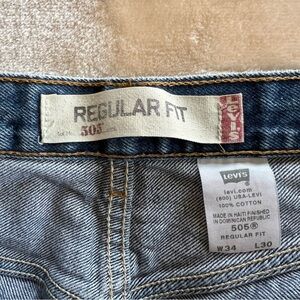 REGULAR FIT
505
Levi's
LEVI'S
levi.com
(800) USA-LEVI
100% COTTON
MADE IN HAITI FINISHED
IN DOMINICAN REPUBLIC
505®
REGULAR FIT
W34 L30